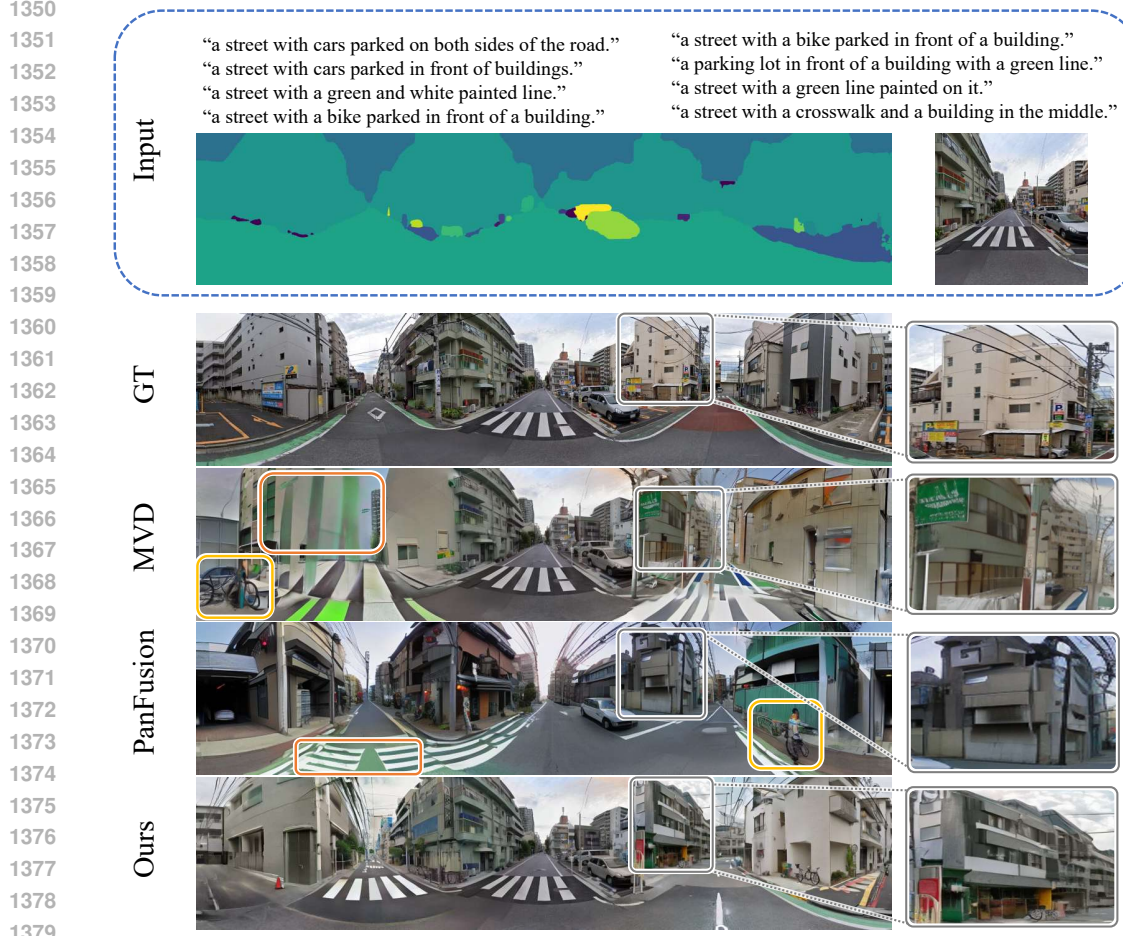 1350
1351
1352
1353
1354
1355
1356
1357
1358
1359
1360
1361
1362
1363
1364
1365
1366
1367
1368
1369
1370
1371
1372
1373
1374
1375
1376
1377
1378
1379
Input
“a street with cars parked on both sides of the road.”
“a street with cars parked in front of buildings.”
“a street with a green and white painted line.”
“a street with a bike parked in front of a building.”
“a street with a bike parked in front of a building.”
“a parking lot in front of a building with a green line.”
“a street with a green line painted on it.”
“a street with a crosswalk and a building in the middle.”
GT
P
MVD
PanFusion
Ours